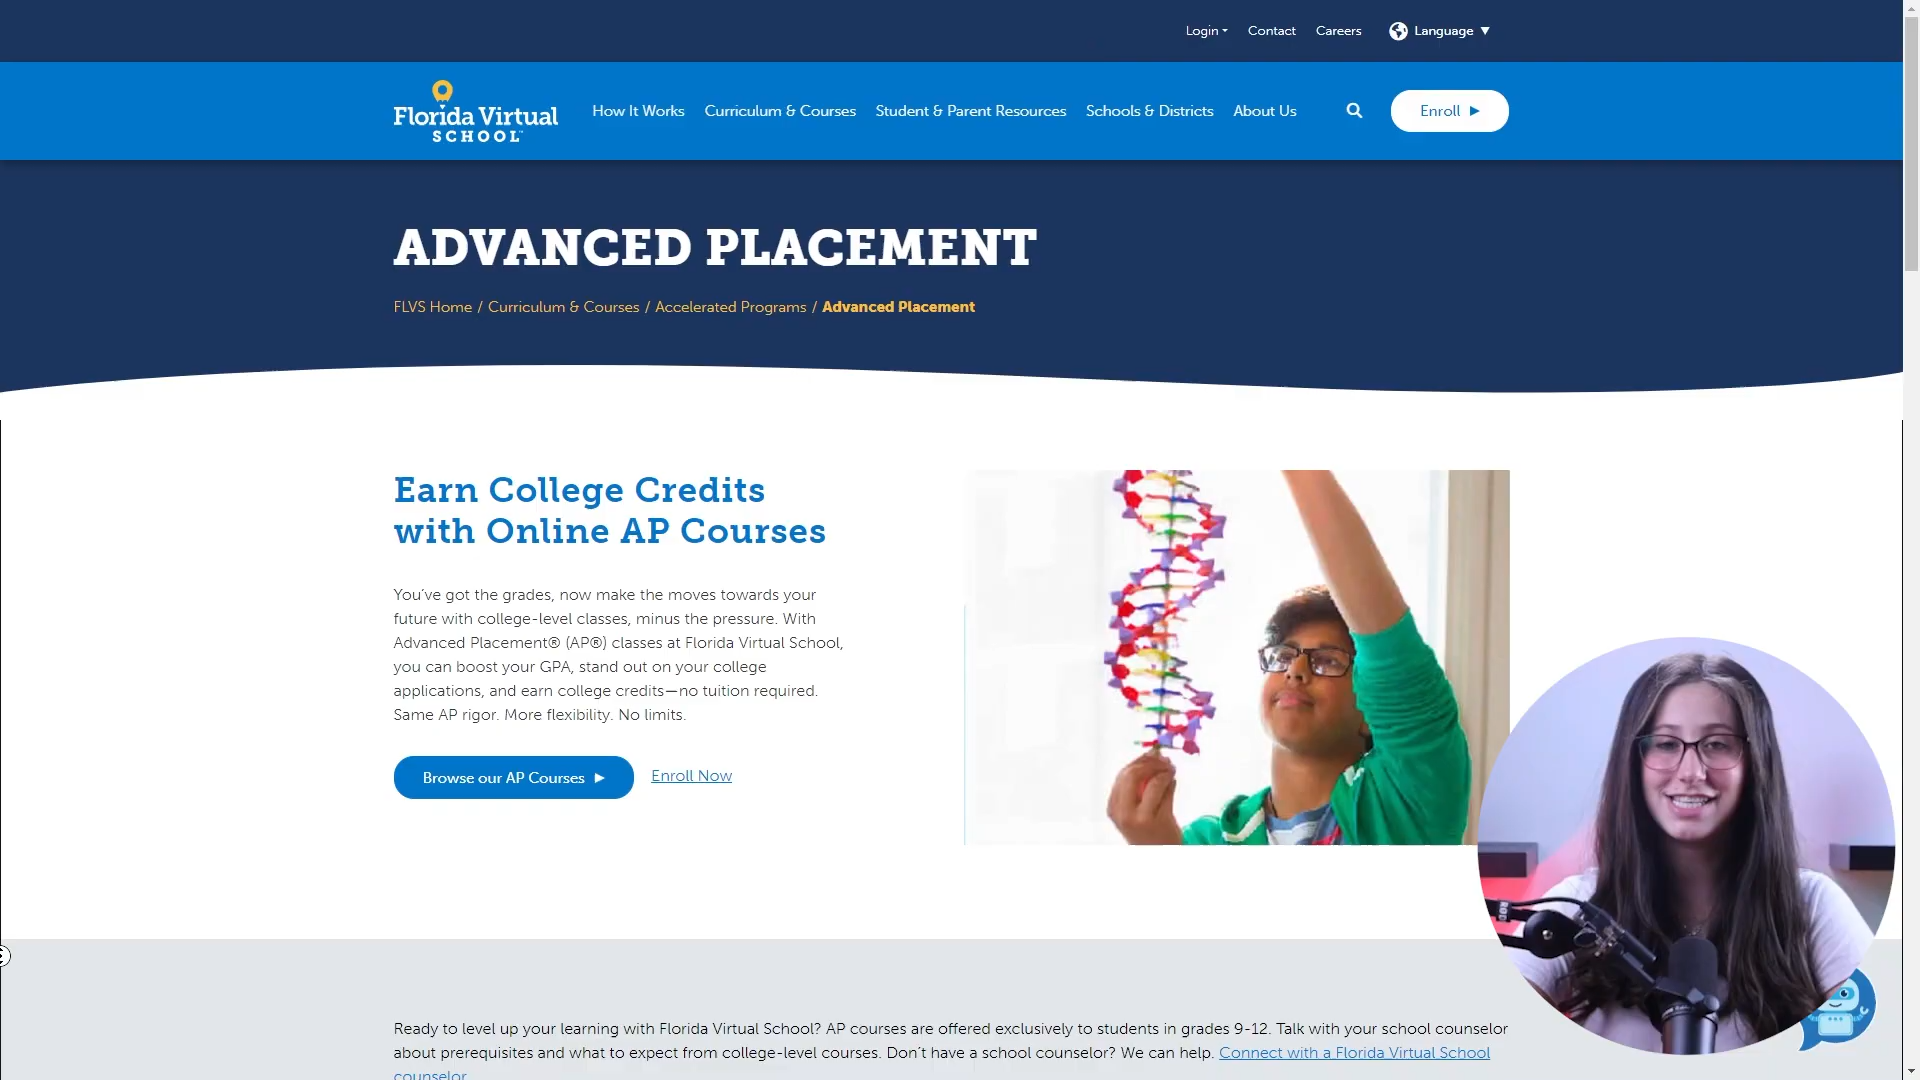 Login
Contact
Careers
Language
Florida Virtual
SCHOOL
How It Works
Curriculum & Courses
Student & Parent Resources
Schools & Districts
About Us
Enroll
ADVANCED PLACEMENT
FLVS Home / Curriculum & Courses / Accelerated Programs / Advanced Placement
Earn College Credits
with Online AP Courses
You’ve got the grades, now make the moves towards your
future with college-level classes, minus the pressure. With
Advanced Placement® (AP®) classes at Florida Virtual School,
you can boost your GPA, stand out on your college
applications, and earn college credits—no tuition required.
Same AP rigor. More flexibility. No limits.
Browse our AP Courses
Enroll Now
Ready to level up your learning with Florida Virtual School? AP courses are offered exclusively to students in grades 9-12. Talk with your school counselor
about prerequisites and what to expect from college-level courses. Don’t have a school counselor? We can help. Connect with a Florida Virtual School
counselor